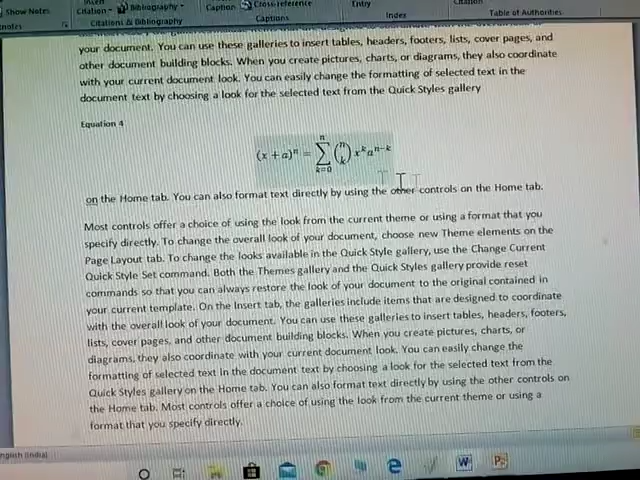 Show Notes
Insert
Citation
Bibliography
Citations & Bibliography
Caption
Cross-reference
Captions
Entry
Index
Citation
Table of Authorities
your document. You can use these galleries to insert tables, headers, footers, lists, cover pages, and
other document building blocks. When you create pictures, charts, or diagrams, they also coordinate
with your current document look. You can easily change the formatting of selected text in the
document text by choosing a look for the selected text from the Quick Styles gallery
Equation 4
(x + a)ⁿ = ∑ₖ₌₀ⁿ (ⁿₖ) xᵏaⁿ⁻ᵏ
on the Home tab. You can also format text directly by using the other controls on the Home tab.
Most controls offer a choice of using the look from the current theme or using a format that you
specify directly. To change the overall look of your document, choose new Theme elements on the
Page Layout tab. To change the looks available in the Quick Style gallery, use the Change Current
Quick Style Set command. Both the Themes gallery and the Quick Styles gallery provide reset
commands so that you can always restore the look of your document to the original contained in
your current template. On the Insert tab, the galleries include items that are designed to coordinate
with the overall look of your document. You can use these galleries to insert tables, headers, footers,
lists, cover pages, and other document building blocks. When you create pictures, charts, or
diagrams, they also coordinate with your current document look. You can easily change the
formatting of selected text in the document text by choosing a look for the selected text from the
Quick Styles gallery on the Home tab. You can also format text directly by using the other controls on
the Home tab. Most controls offer a choice of using the look from the current theme or using a
format that you specify directly.
nglish (India)